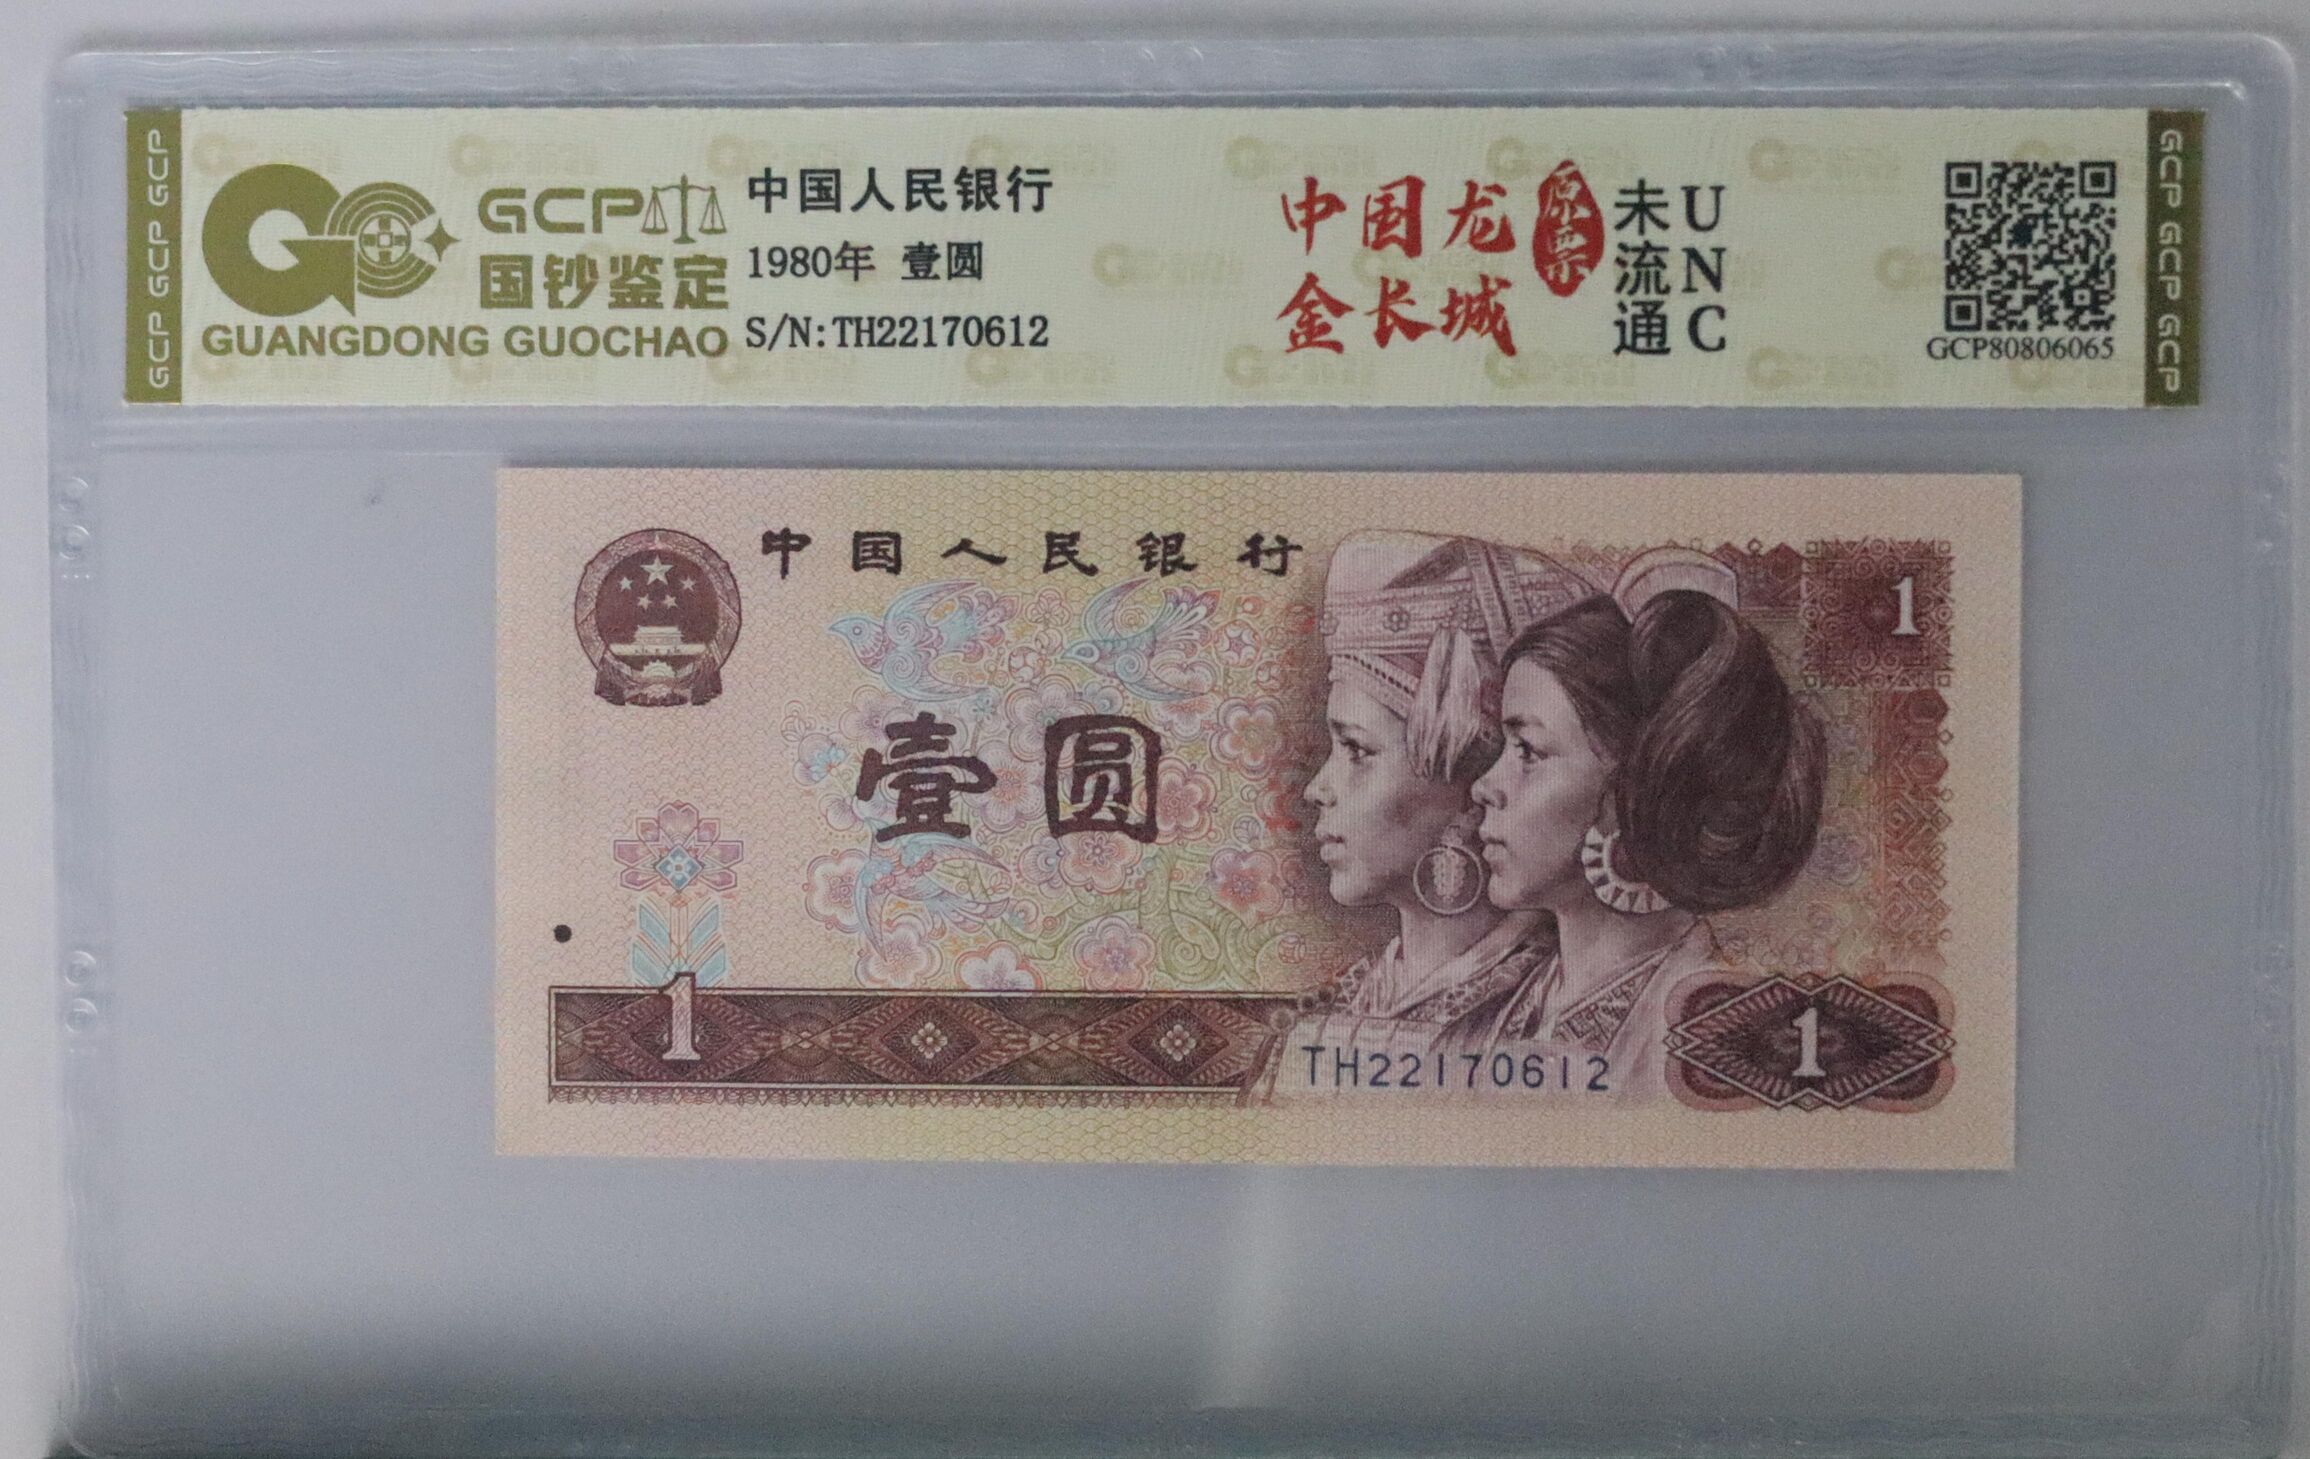 GCP GCP GCP
GCP
国钞鉴定
GUANGDONG GUOCHAO
中国人民银行
1980年 壹圆
S/N:TH22170612
中国龙
金长城
原票
未流通
UNC
GCP80806065
GCP GCP GCP
中国人民银行
1
壹圆
1
TH22170612
1